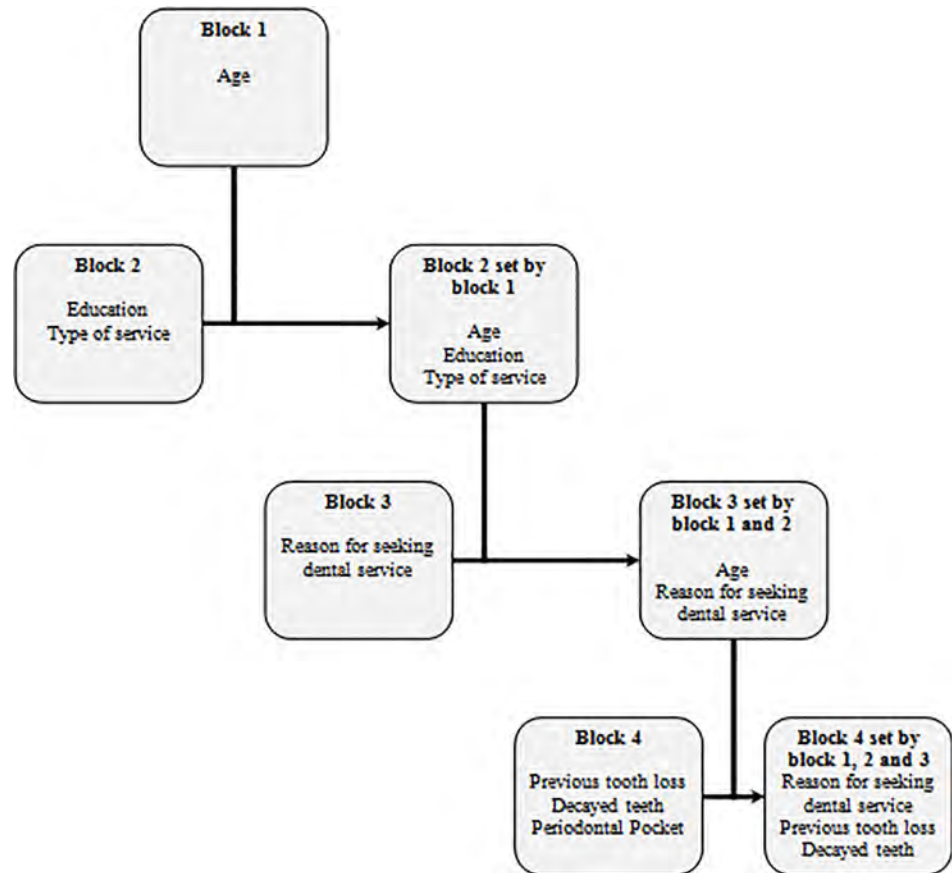 Block 1
Age
Block 2
Education
Type of service
Block 2 set by
block 1
Age
Education
Type of service
Block 3
Reason for seeking
dental service
Block 3 set by
block 1 and 2
Age
Reason for seeking
dental service
Block 4
Previous tooth loss
Decayed teeth
Periodontal Pocket
Block 4 set by
block 1, 2 and 3
Reason for seeking
dental service
Previous tooth loss
Decayed teeth